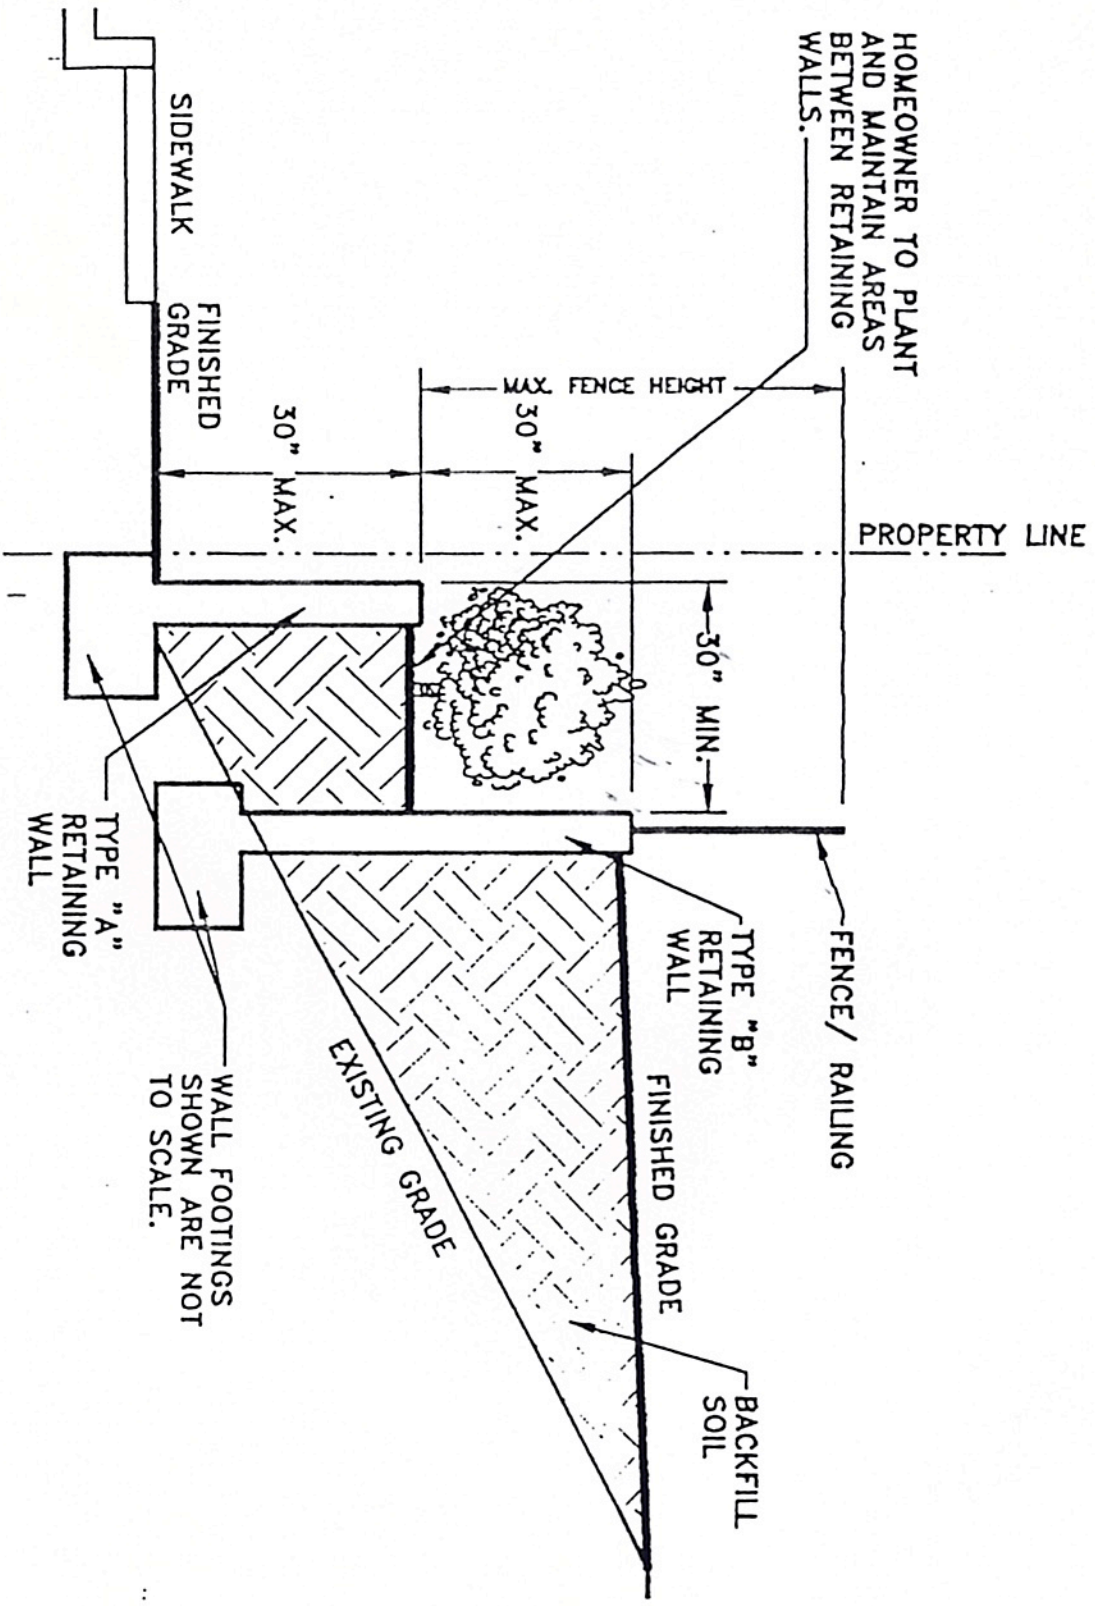 HOMEOWNER TO PLANT
AND MAINTAIN AREAS
BETWEEN RETAINING
WALLS.
MAX. FENCE HEIGHT
30" MAX.
30" MAX.
PROPERTY LINE
30" MIN.
SIDEWALK
FINISHED
GRADE
FENCE/ RAILING
TYPE "B"
RETAINING
WALL
FINISHED GRADE
BACKFILL
SOIL
EXISTING GRADE
TYPE "A"
RETAINING
WALL
WALL FOOTINGS
SHOWN ARE NOT
TO SCALE.